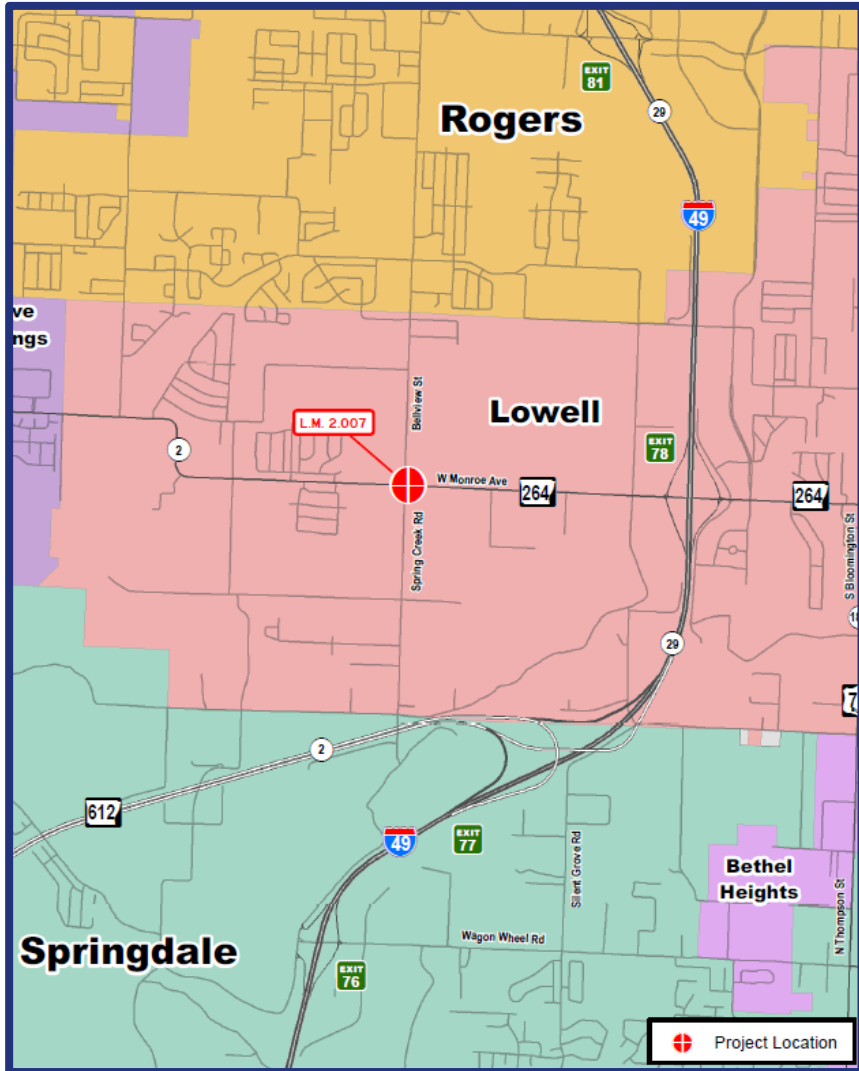 EXIT
81
Rogers
29
49
ve
ngs
Bellview St
Lowell
L.M. 2.007
EXIT
78
2
W Monroe Ave
264
264
Spring Creek Rd
S Bloomington St
29
2
612
49
EXIT
77
Silent Grove Rd
Bethel
Heights
N Thompson St
Springdale
Wagon Wheel Rd
EXIT
76
Project Location